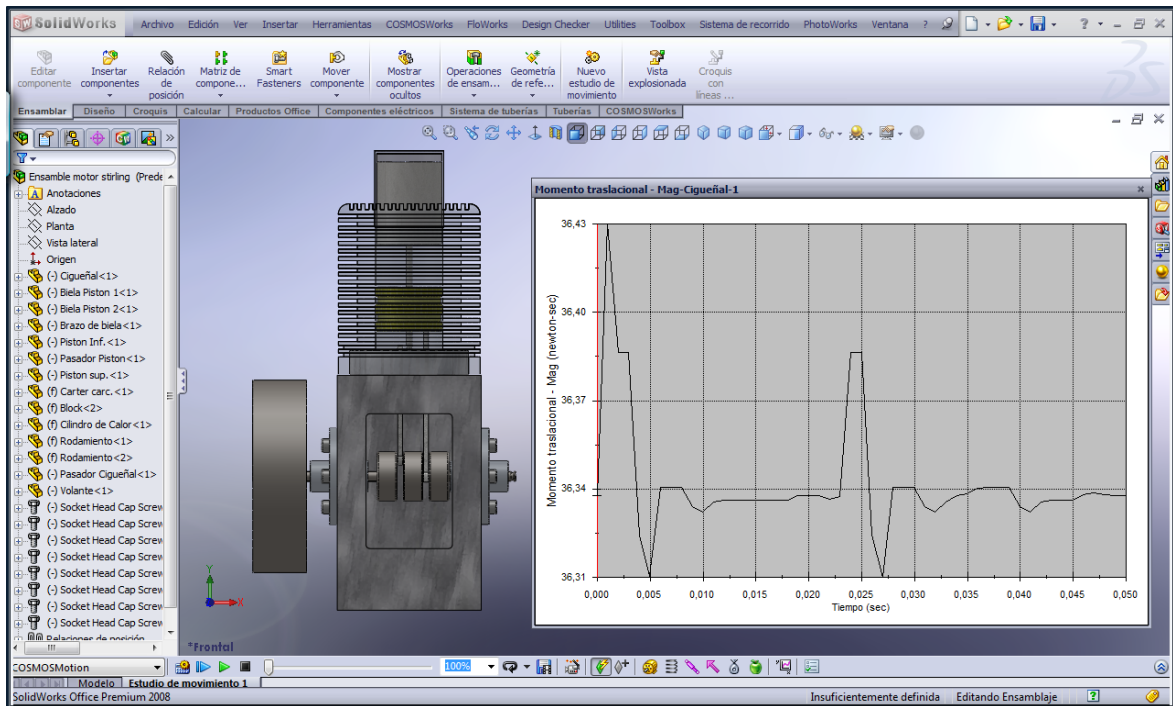 SolidWorks Archivo Edición Ver Insertar Herramientas COSMOSWorks FloWorks Design Checker Utilities Toolbox Sistema de recorrido PhotoWorks Ventana ?
Editar componente
Insertar componentes
Relación de posición
Matriz de compone...
Smart Fasteners
Mover componente
Mostrar componentes ocultos
Operaciones de ensam...
Geometría de refe...
Nuevo estudio de movimiento
Vista explosionada
Croquis con líneas ...
Ensamblar Diseño Croquis Calcular Productos Office Componentes eléctricos Sistema de tuberías Tuberías COSMOSWorks
Ensamble motor stirling (Prede
Anotaciones
Alzado
Planta
Vista lateral
Origen
(-) Cigueñal<1>
(-) Biela Piston 1<1>
(-) Biela Piston 2<1>
(-) Brazo de biela<1>
(-) Piston Inf.<1>
(-) Pasador Piston<1>
(-) Piston sup.<1>
(f) Carter carc.<1>
(f) Block<2>
(f) Cilindro de Calor<1>
(f) Rodamiento<1>
(f) Rodamiento<2>
(-) Pasador Cigueñal<1>
(-) Volante<1>
(-) Socket Head Cap Screw
(-) Socket Head Cap Screw
(-) Socket Head Cap Screw
(-) Socket Head Cap Screw
(-) Socket Head Cap Screw
(-) Socket Head Cap Screw
(-) Socket Head Cap Screw
(-) Socket Head Cap Screw
Relaciones de posición
Y
X
*Frontal
Momento traslacional - Mag-Cigueñal-1
Momento traslacional - Mag (newton-sec)
36,43
36,40
36,37
36,34
36,31
0,000 0,005 0,010 0,015 0,020 0,025 0,030 0,035 0,040 0,045 0,050
Tiempo (sec)
COSMOSMotion
100%
Modelo Estudio de movimiento 1
SolidWorks Office Premium 2008
Insuficientemente definida Editando Ensamblaje